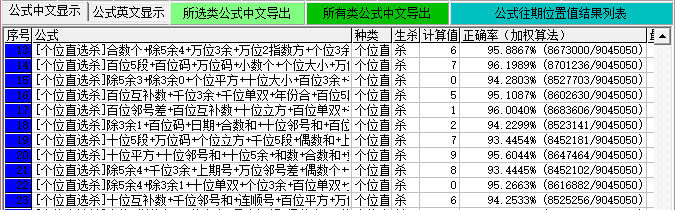 公式中文显示 公式英文显示 所选类公式中文导出 所有类公式中文导出 公式往期位置值结果列表
序号 公式 种类 生杀 计算值 正确率（加权算法）
[个位直选杀]合数个+除5余4+万位3余+万位2指数方+个位3余 个位直 杀 6 95.8867% (8673000/9045050)
14 [个位直选杀]百位5段+百位码+万位码+小数个+个位大小+万 个位直 杀 7 96.1989% (8701236/9045050)
15 [个位直选杀]除5余3+除3余0+个位平方+十位大小+百位3余+ 个位直 杀 0 94.2803% (8527703/9045050)
16 [个位直选杀]百位互补数+千位3余+千位单双+年份合+百位5 个位直 杀 5 95.1087% (8602630/9045050)
17 [个位直选杀]百位邻号差+百位互补数+十位立方+百位单双+ 个位直 杀 1 96.0040% (8683606/9045050)
18 [个位直选杀]除3余1+百位码+日期+合数和+十位邻号和+百位 个位直 杀 2 94.2299% (8523141/9045050)
19 [个位直选杀]十位5段+万位码+个位立方+千位5段+偶数和+上 个位直 杀 7 93.4454% (8452181/9045050)
20 [个位直选杀]十位平方+十位邻号和+十位5余+和数+合数和+ 个位直 杀 9 95.6044% (8647464/9045050)
21 [个位直选杀]除5余4+千位3余+上期号+万位邻号差+偶数个+ 个位直 杀 8 93.4445% (8452102/9045050)
22 [个位直选杀]除5余4+除3余1+十位单双+个位3余+百位单双+ 个位直 杀 0 95.2663% (8616882/9045050)
[个位直选杀]十位互补数+千位邻号和+连顺号+百位平方+万 个位直 杀 6 94.2533% (8525256/9045050)